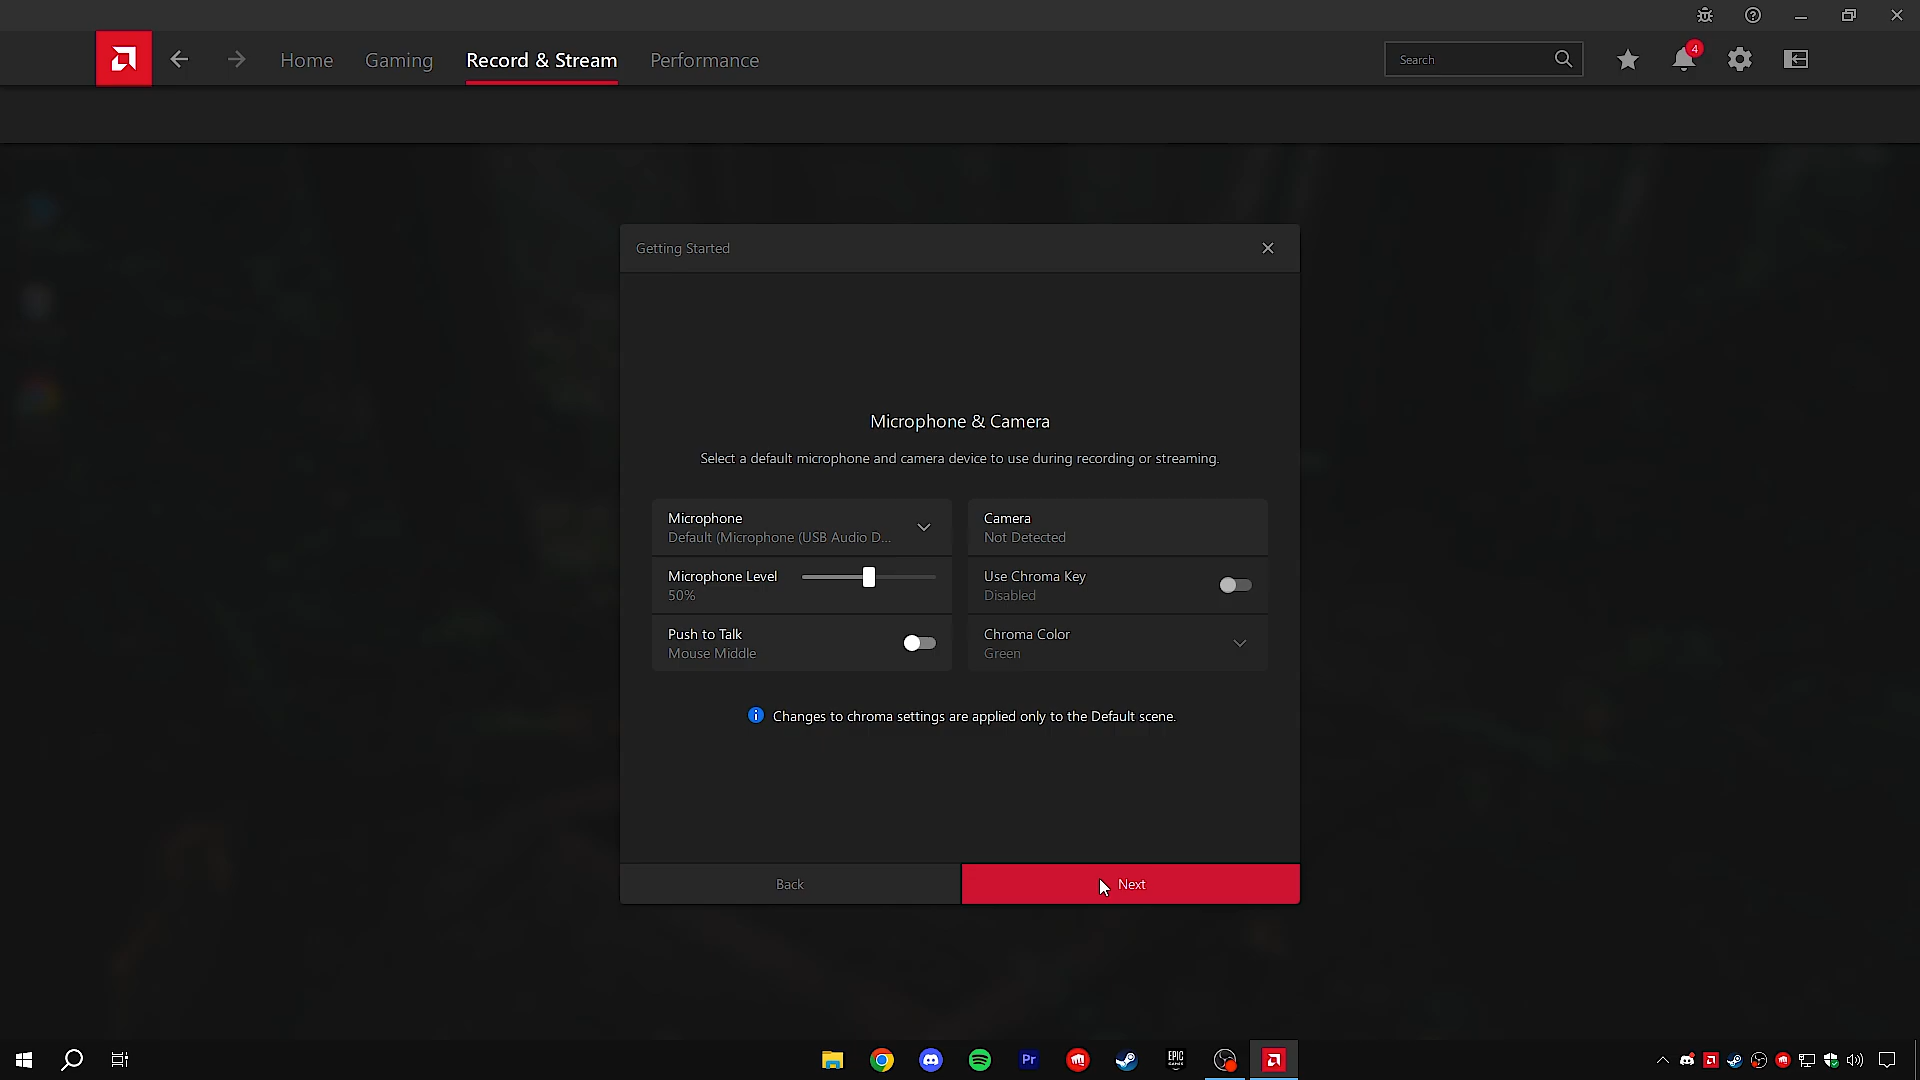 Home
Gaming
Record & Stream
Performance
Search
4
Getting Started
Microphone & Camera
Select a default microphone and camera device to use during recording or streaming.
Microphone
Default (Microphone (USB Audio D...
Camera
Not Detected
Microphone Level
50%
Use Chroma Key
Disabled
Push to Talk
Mouse Middle
Chroma Color
Green
Changes to chroma settings are applied only to the Default scene.
Back
Next
Pr
EPIC
GAMES